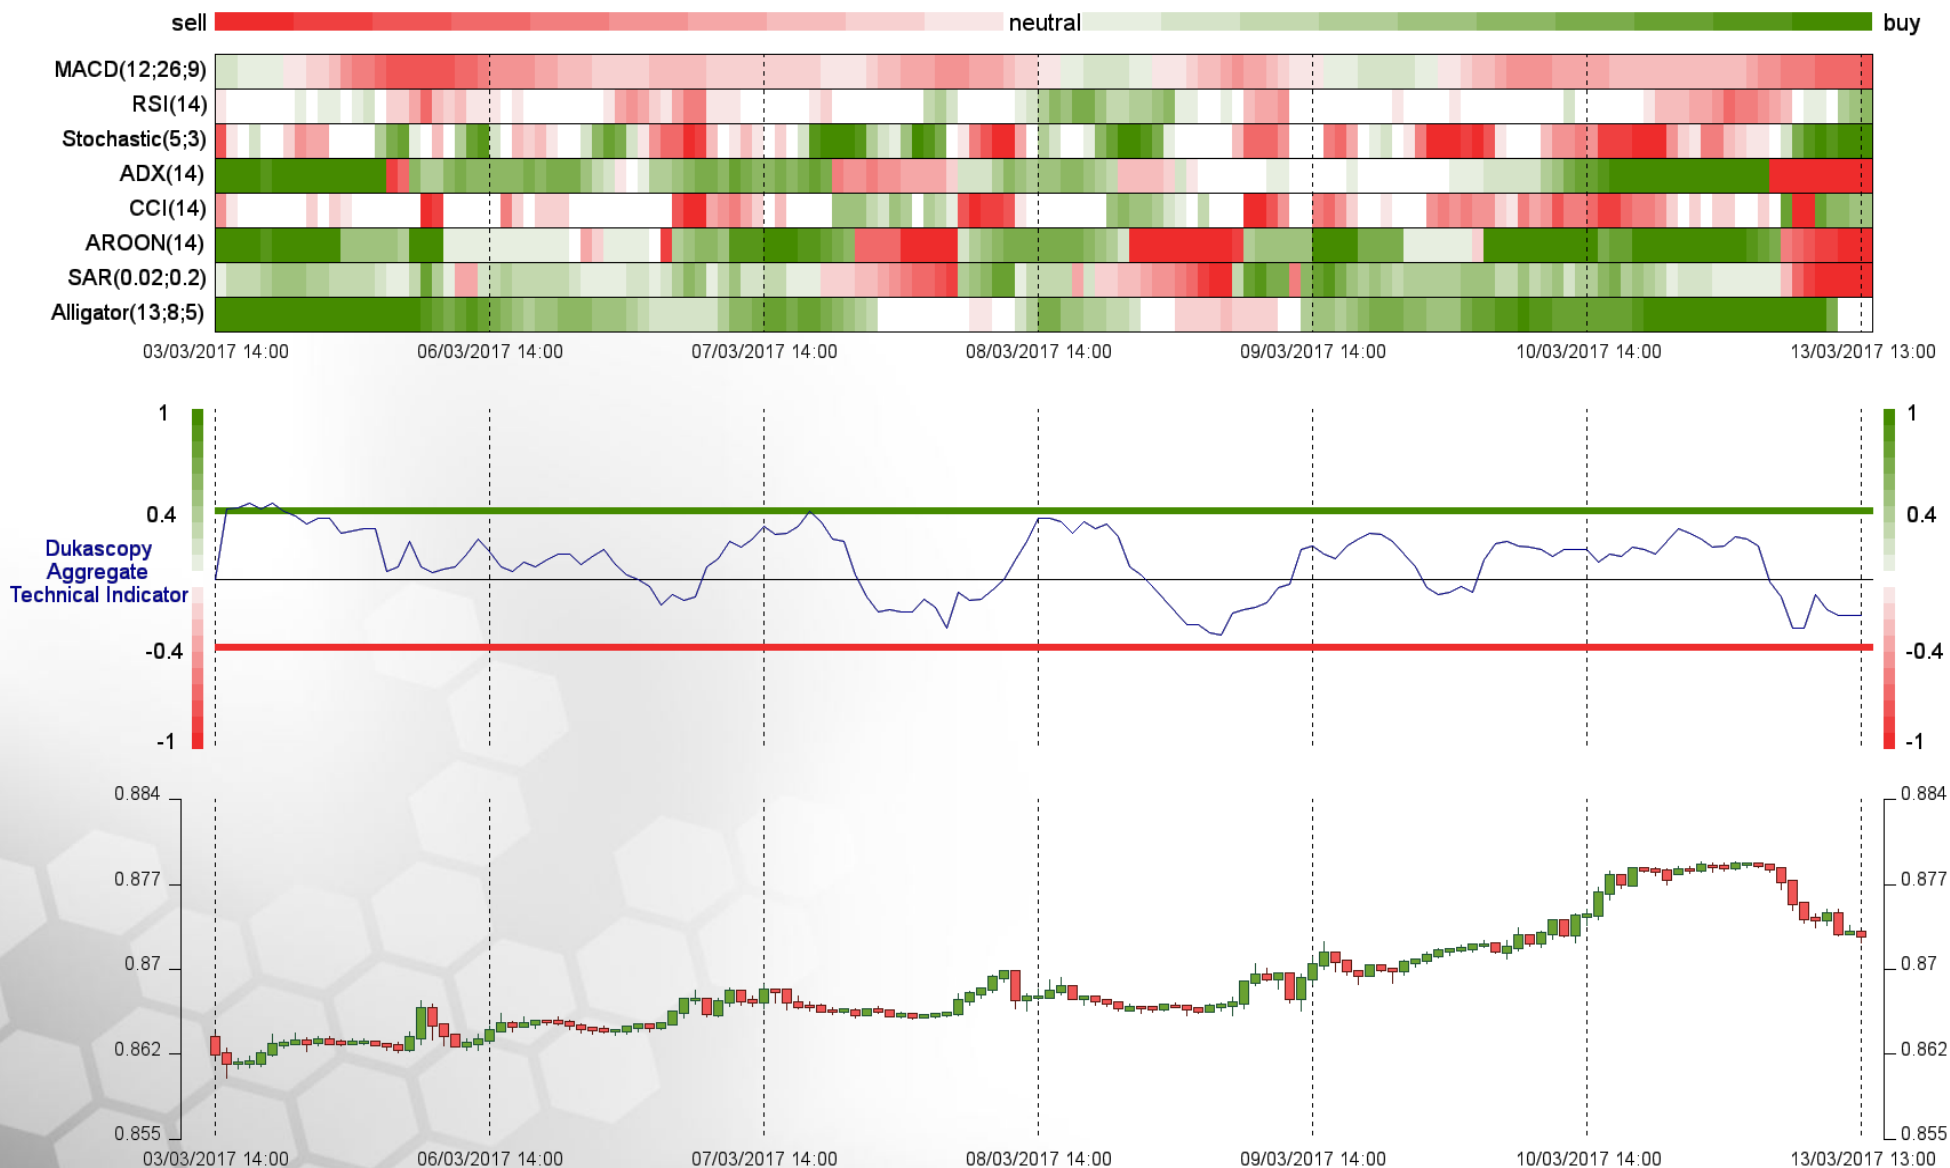 sell neutral buy
MACD(12;26;9)
RSI(14)
Stochastic(5;3)
ADX(14)
CCI(14)
AROON(14)
SAR(0.02;0.2)
Alligator(13;8;5)
03/03/2017 14:00 06/03/2017 14:00 07/03/2017 14:00 08/03/2017 14:00 09/03/2017 14:00 10/03/2017 14:00 13/03/2017 13:00
1 1
0.4 0.4
Dukascopy
Aggregate
Technical Indicator
-0.4 -0.4
-1 -1
0.884 0.884
0.877 0.877
0.87 0.87
0.862 0.862
0.855 0.855
03/03/2017 14:00 06/03/2017 14:00 07/03/2017 14:00 08/03/2017 14:00 09/03/2017 14:00 10/03/2017 14:00 13/03/2017 13:00